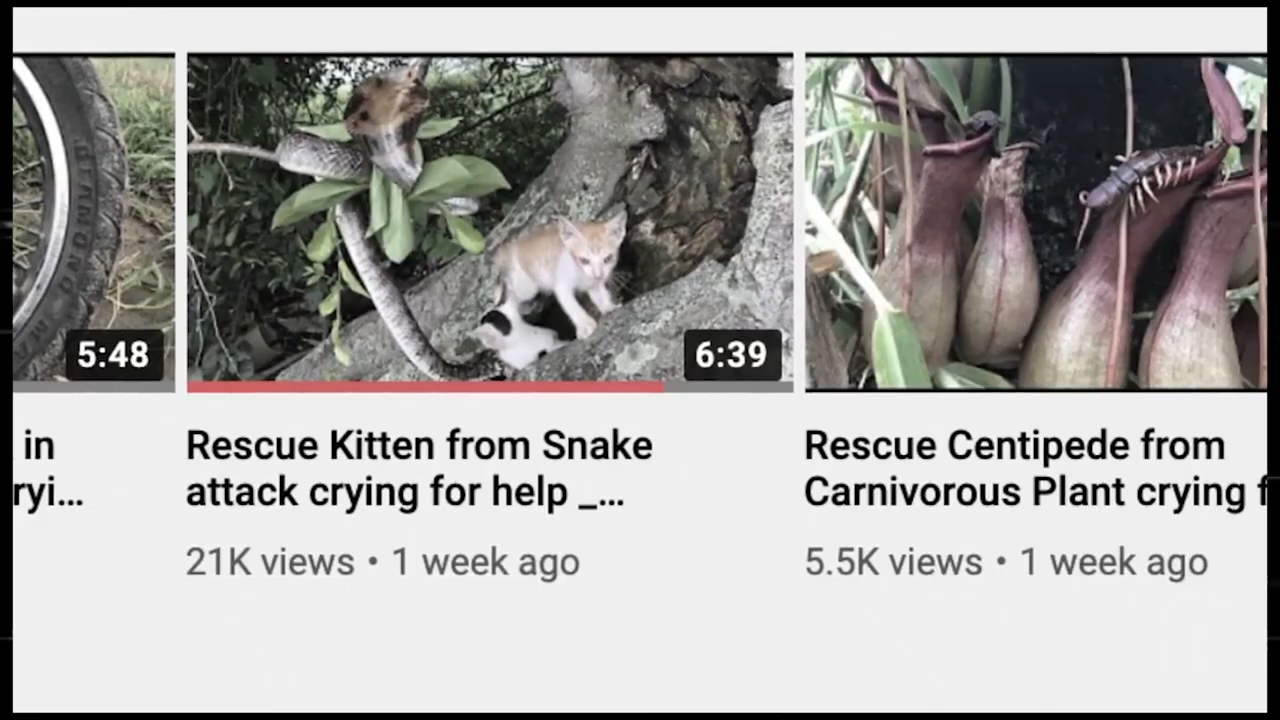 5:48
6:39
in
ryi...
Rescue Kitten from Snake
attack crying for help _...
21K views • 1 week ago
Rescue Centipede from
Carnivorous Plant crying f
5.5K views • 1 week ago